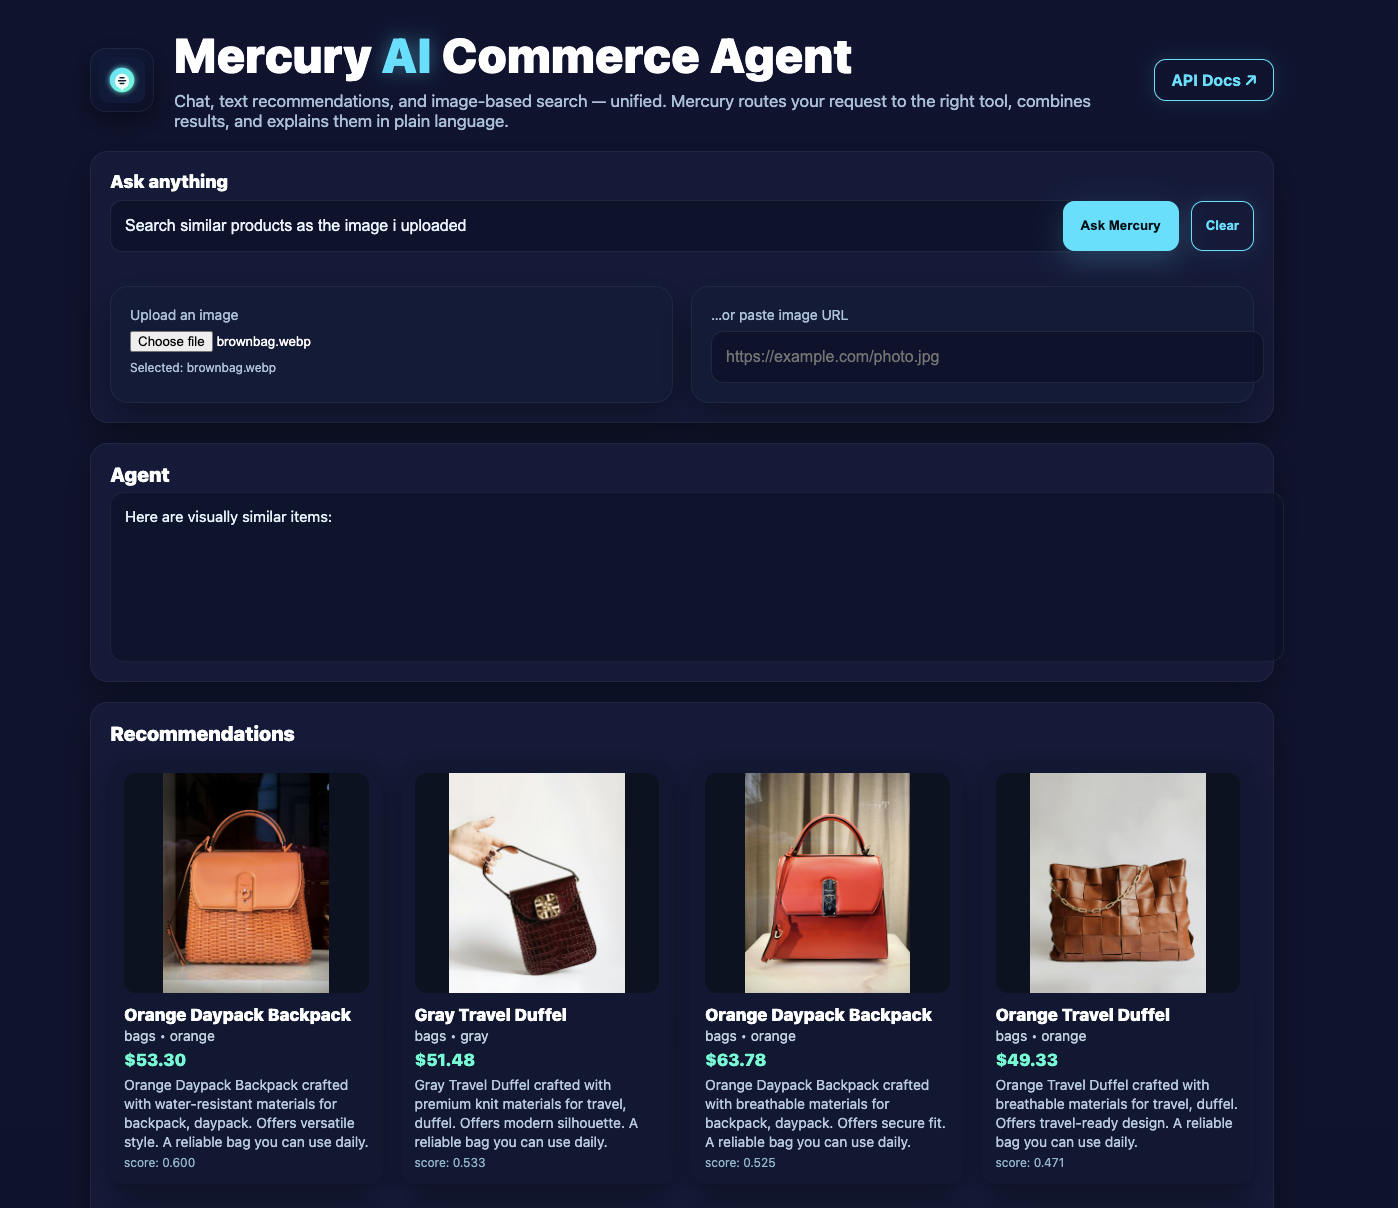 Mercury AI Commerce Agent
Chat, text recommendations, and image-based search — unified. Mercury routes your request to the right tool, combines
results, and explains them in plain language.
API Docs ↗
Ask anything
Search similar products as the image i uploaded
Ask Mercury
Clear
Upload an image
Choose file brownbag.webp
Selected: brownbag.webp
...or paste image URL
https://example.com/photo.jpg
Agent
Here are visually similar items:
Recommendations
Orange Daypack Backpack
bags • orange
$53.30
Orange Daypack Backpack crafted
with water-resistant materials for
backpack, daypack. Offers versatile
style. A reliable bag you can use daily.
score: 0.600
Gray Travel Duffel
bags • gray
$51.48
Gray Travel Duffel crafted with
premium knit materials for travel,
duffel. Offers modern silhouette. A
reliable bag you can use daily.
score: 0.533
Orange Daypack Backpack
bags • orange
$63.78
Orange Daypack Backpack crafted
with breathable materials for
backpack, daypack. Offers secure fit.
A reliable bag you can use daily.
score: 0.525
Orange Travel Duffel
bags • orange
$49.33
Orange Travel Duffel crafted with
breathable materials for travel, duffel.
Offers travel-ready design. A reliable
bag you can use daily.
score: 0.471